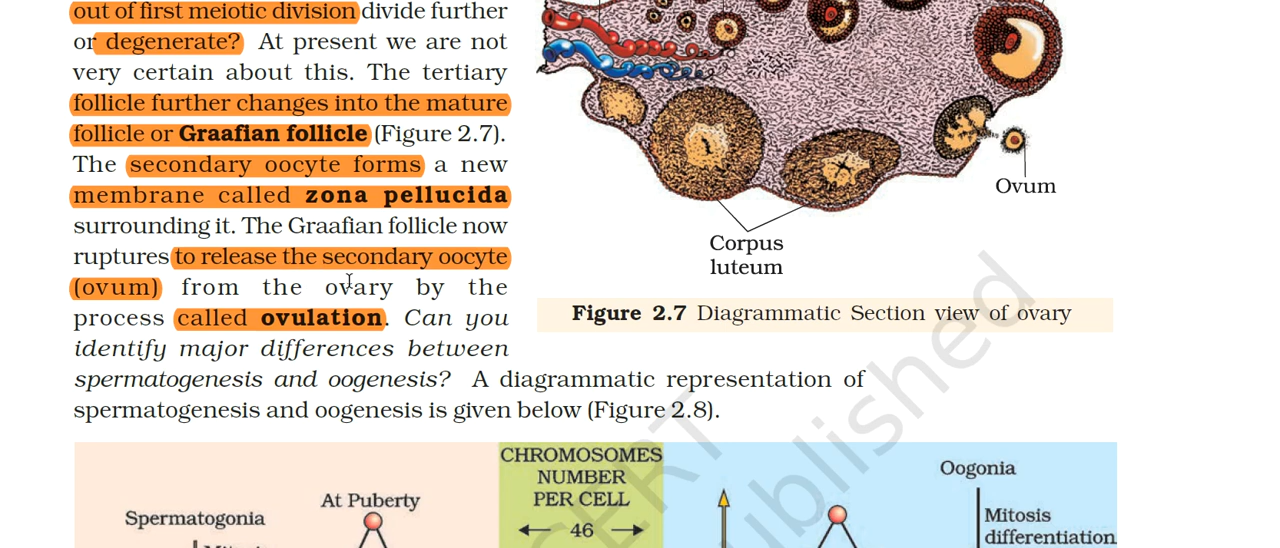 out of first meiotic division divide further
or degenerate? At present we are not
very certain about this. The tertiary
follicle further changes into the mature
follicle or Graafian follicle (Figure 2.7).
The secondary oocyte forms a new
membrane called zona pellucida
surrounding it. The Graafian follicle now
ruptures to release the secondary oocyte
(ovum) from the ovary by the
process called ovulation. Can you
identify major differences between
spermatogenesis and oogenesis? A diagrammatic representation of
spermatogenesis and oogenesis is given below (Figure 2.8).
Ovum
Corpus
luteum
Figure 2.7 Diagrammatic Section view of ovary
Spermatogonia
At Puberty
CHROMOSOMES
NUMBER
PER CELL
46
Oogonia
Mitosis
differentiation